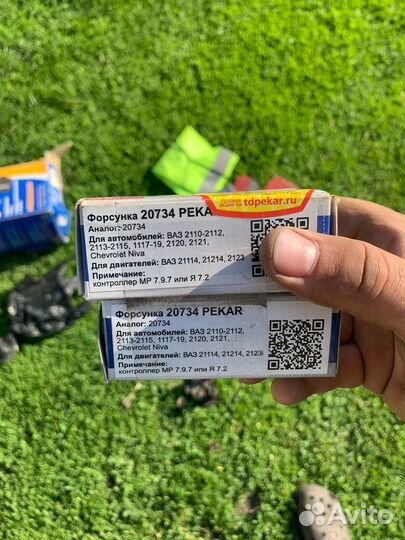 Форсунка 20734 PEKA
Аналог: 20734
Для автомобилей: ВАЗ 2110-2112,
2113-2115, 1117-19, 2120, 2121,
Chevrolet Niva
Для двигателей: ВАЗ 21114, 21214, 2123
Примечание:
контроллер МР 7.9.7 или Я 7.2
tdpekar.ru
Форсунка 20734 PEKAR
Аналог: 20734
Для автомобилей: ВАЗ 2110-2112,
2113-2115, 1117-19, 2120, 2121,
Chevrolet Niva
Для двигателей: ВАЗ 21114, 21214, 2123i
Примечание:
контроллер МР 7.9.7 или Я 7.2
Avito